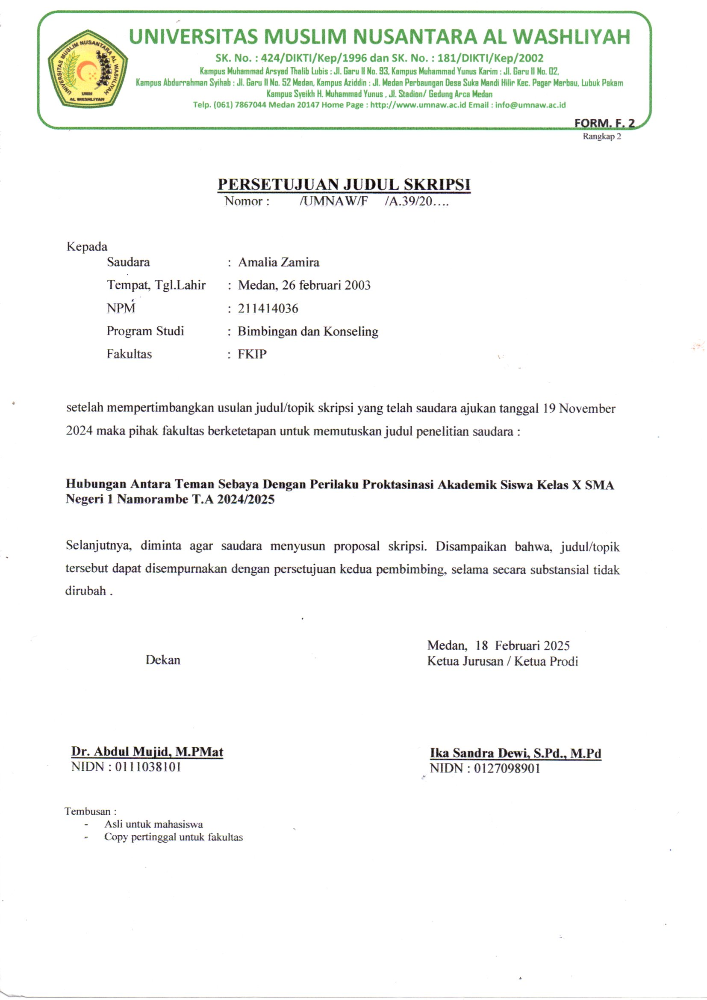 UNIVERSITAS MUSLIM NUSANTARA AL WASHLIYAH
UMN
AL WASHLIYAH
UNIVERSITAS MUSLIM NUSANTARA AL WASHLIYAH
SK. No. : 424/DIKTI/Kep/1996 dan SK. No. : 181/DIKTI/Kep/2002
Kampus Muhammad Arsyad Thalib Lubis : Jl. Garu II No. 93, Kampus Muhammad Yunus Karim : Jl. Garu II No. 02,
Kampus Abdurrahman Syihab : Jl. Garu II No. 52 Medan, Kampus Aziddin : Jl. Medan Perbaungan Desa Suka Mandi Hilir Kec. Pagar Merbau, Lubuk Pakam
Kampus Syeikh H. Muhammad Yunus , Jl. Stadion/ Gedung Arca Medan
Telp. (061) 7867044 Medan 20147 Home Page : http://www.umnaw.ac.id Email : info@umnaw.ac.id
FORM. F. 2
Rangkap 2
PERSETUJUAN JUDUL SKRIPSI
Nomor : /UMNAW/F /A.39/20....
Kepada
Saudara : Amalia Zamira
Tempat, Tgl.Lahir : Medan, 26 februari 2003
NPM : 211414036
Program Studi : Bimbingan dan Konseling
Fakultas : FKIP
setelah mempertimbangkan usulan judul/topik skripsi yang telah saudara ajukan tanggal 19 November
2024 maka pihak fakultas berketetapan untuk memutuskan judul penelitian saudara :
Hubungan Antara Teman Sebaya Dengan Perilaku Proktasinasi Akademik Siswa Kelas X SMA
Negeri 1 Namorambe T.A 2024/2025
Selanjutnya, diminta agar saudara menyusun proposal skripsi. Disampaikan bahwa, judul/topik
tersebut dapat disempurnakan dengan persetujuan kedua pembimbing, selama secara substansial tidak
dirubah .
Medan, 18 Februari 2025
Dekan
Ketua Jurusan / Ketua Prodi
Dr. Abdul Mujid, M.PMat
NIDN : 0111038101
Ika Sandra Dewi, S.Pd., M.Pd
NIDN : 0127098901
Tembusan :
- Asli untuk mahasiswa
- Copy pertinggal untuk fakultas